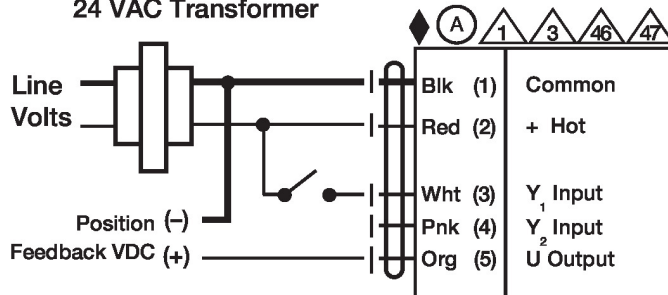 24 VAC Transformer
A 1 3 46 47
Line
Volts
Blk (1) Common
Red (2) + Hot
Wht (3) Y1 Input
Position (–)
Pnk (4) Y2 Input
Feedback VDC (+)
Org (5) U Output